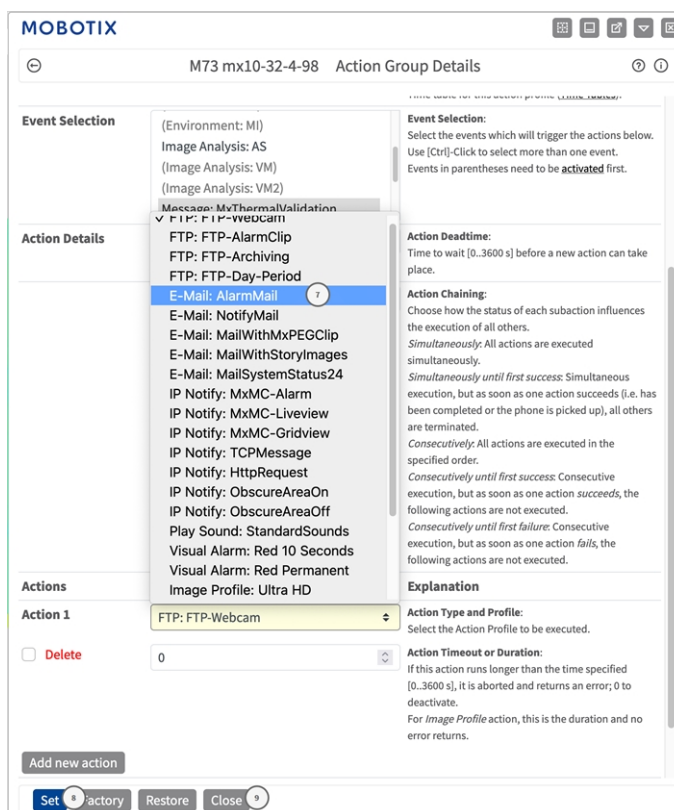 MOBOTIX
M73 mx10-32-4-98 Action Group Details
Time table for this action profile (Time Tables).
Event Selection
(Environment: MI)
Image Analysis: AS
(Image Analysis: VM)
(Image Analysis: VM2)
Message: MxThermalValidation
Event Selection:
Select the events which will trigger the actions below.
Use [Ctrl]-Click to select more than one event.
Events in parentheses need to be activated first.
Action Details
✓ FTP: FTP-Webcam
FTP: FTP-AlarmClip
FTP: FTP-Archiving
FTP: FTP-Day-Period
E-Mail: AlarmMail 7
E-Mail: NotifyMail
E-Mail: MailWithMxPEGClip
E-Mail: MailWithStoryImages
E-Mail: MailSystemStatus24
IP Notify: MxMC-Alarm
IP Notify: MxMC-Liveview
IP Notify: MxMC-Gridview
IP Notify: TCPMessage
IP Notify: HttpRequest
IP Notify: ObscureAreaOn
IP Notify: ObscureAreaOff
Play Sound: StandardSounds
Visual Alarm: Red 10 Seconds
Visual Alarm: Red Permanent
Image Profile: Ultra HD
Action Deadtime:
Time to wait [0..3600 s] before a new action can take
place.
Action Chaining:
Choose how the status of each subaction influences
the execution of all others.
Simultaneously: All actions are executed
simultaneously.
Simultaneously until first success: Simultaneous
execution, but as soon as one action succeeds (i.e. has
been completed or the phone is picked up), all others
are terminated.
Consecutively: All actions are executed in the
specified order.
Consecutively until first success: Consecutive
execution, but as soon as one action succeeds, the
following actions are not executed.
Consecutively until first failure: Consecutive
execution, but as soon as one action fails, the
following actions are not executed.
Actions
Explanation
Action 1
FTP: FTP-Webcam
Action Type and Profile:
Select the Action Profile to be executed.
Delete
0
Action Timeout or Duration:
If this action runs longer than the time specified
[0..3600 s], it is aborted and returns an error; 0 to
deactivate.
For Image Profile action, this is the duration and no
error returns.
Add new action
Set 8 actory Restore Close 9